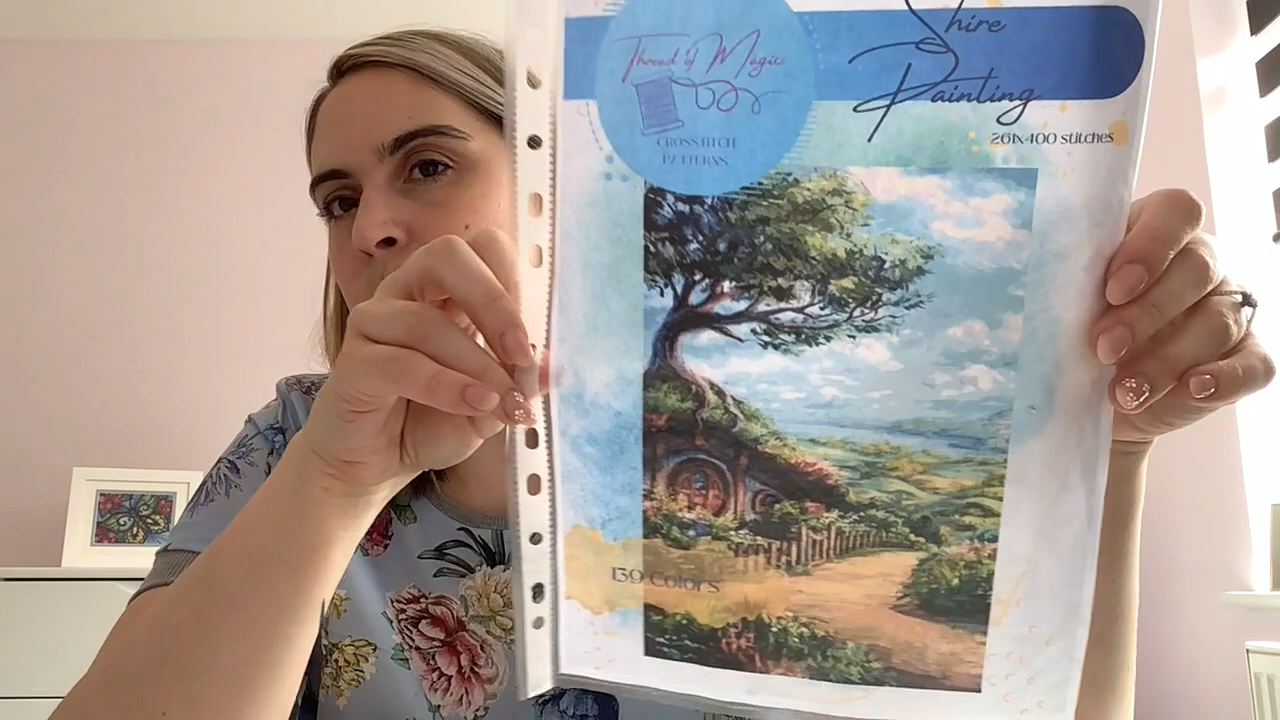 Thread of Magic
CROSSTITCH
PATTERNS
Shire
Painting
261x400 stitches
139 Colors